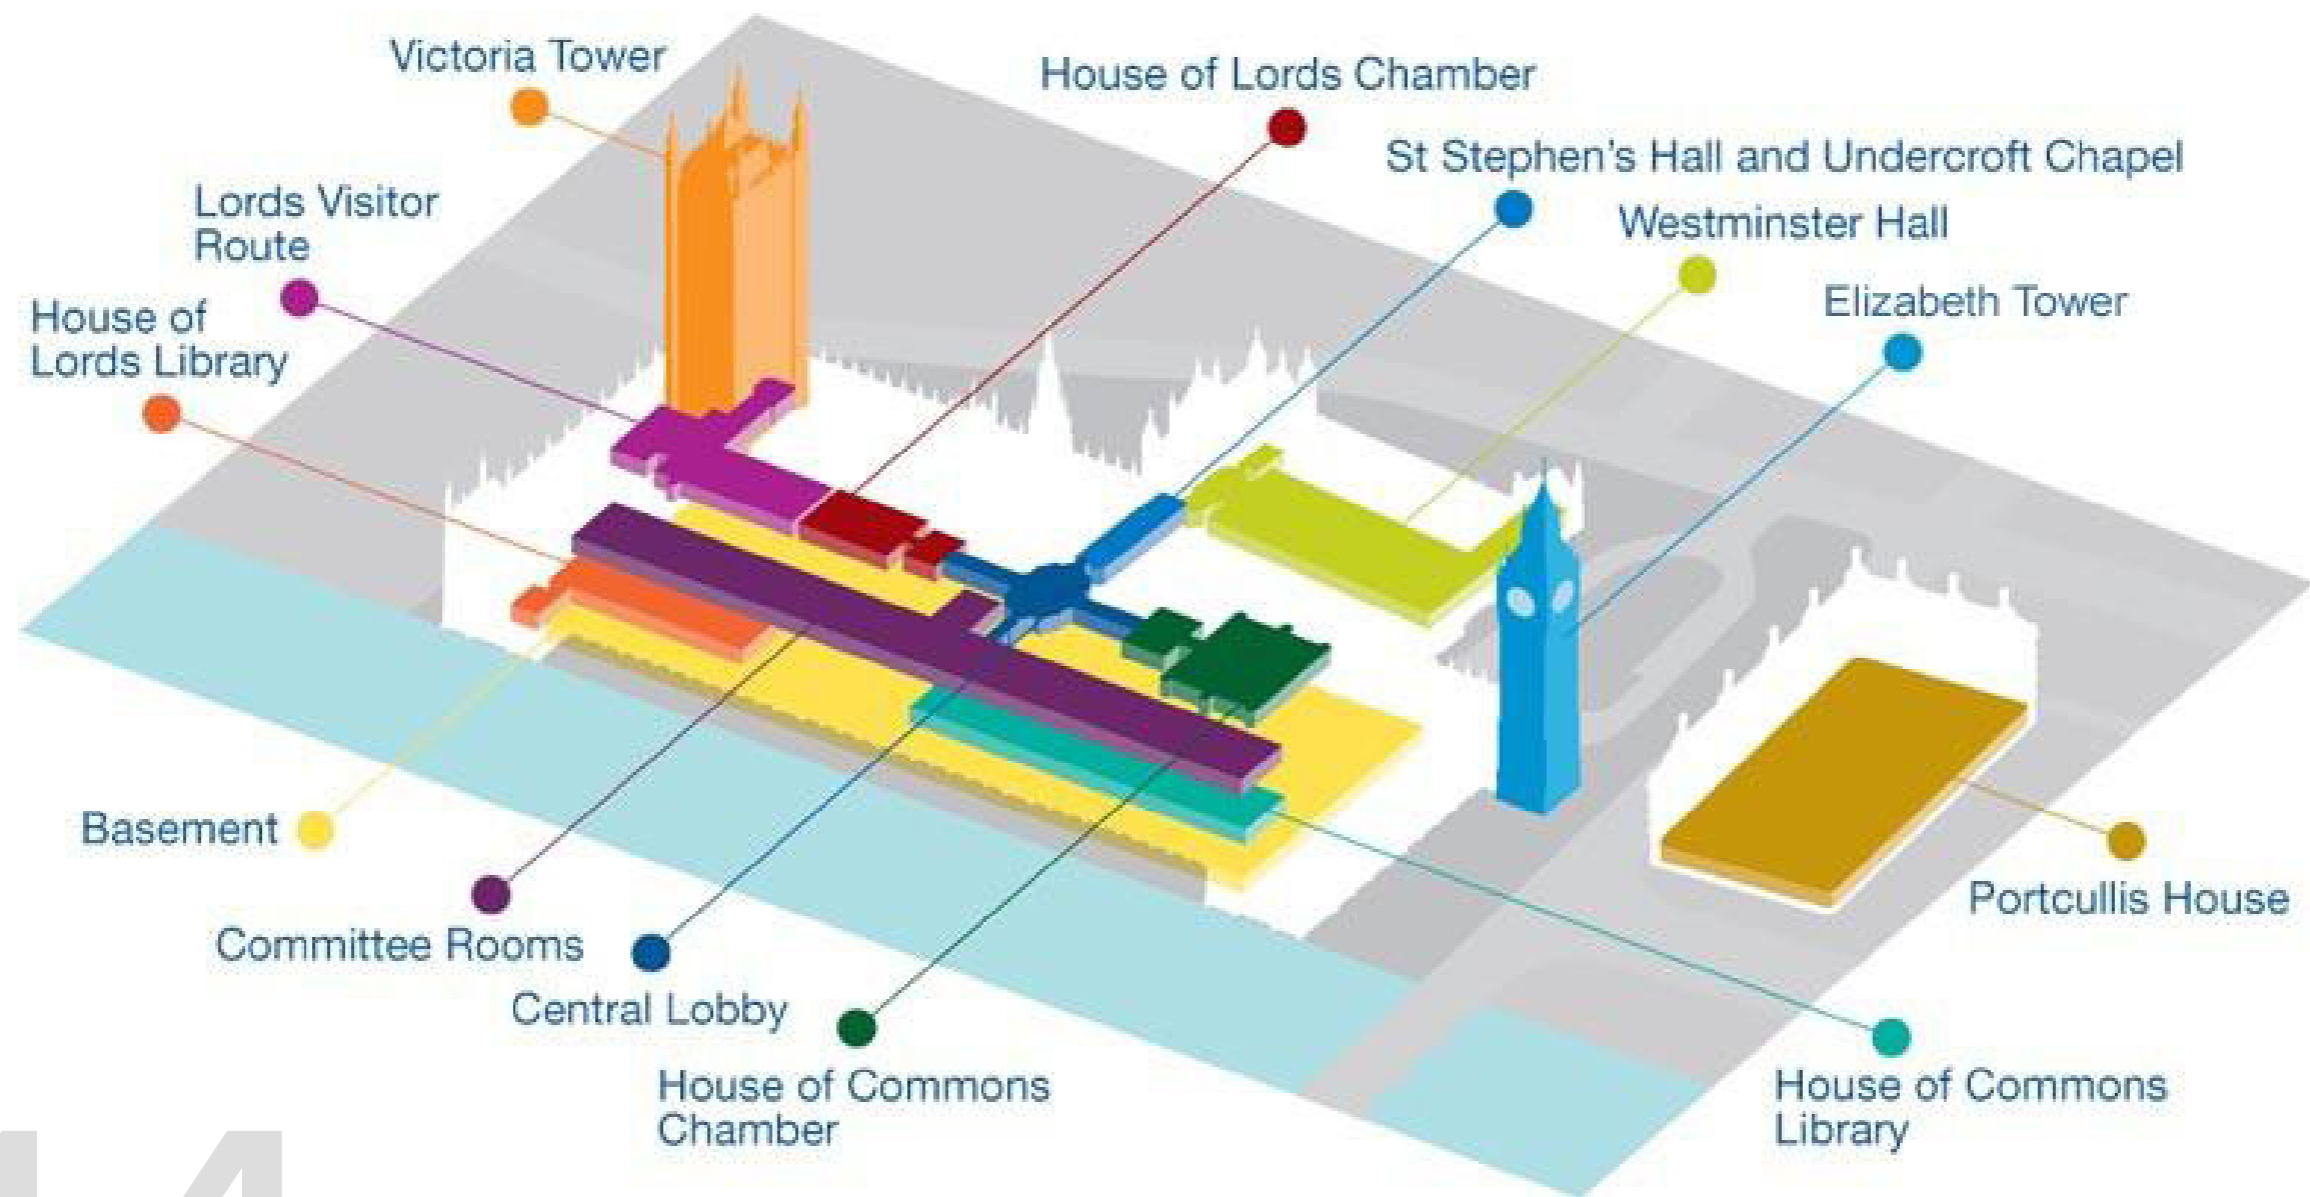 Victoria Tower
House of Lords Chamber
St Stephen's Hall and Undercroft Chapel
Lords Visitor
Route
Westminster Hall
Elizabeth Tower
House of
Lords Library
Basement
Portcullis House
Committee Rooms
Central Lobby
House of Commons
Chamber
House of Commons
Library